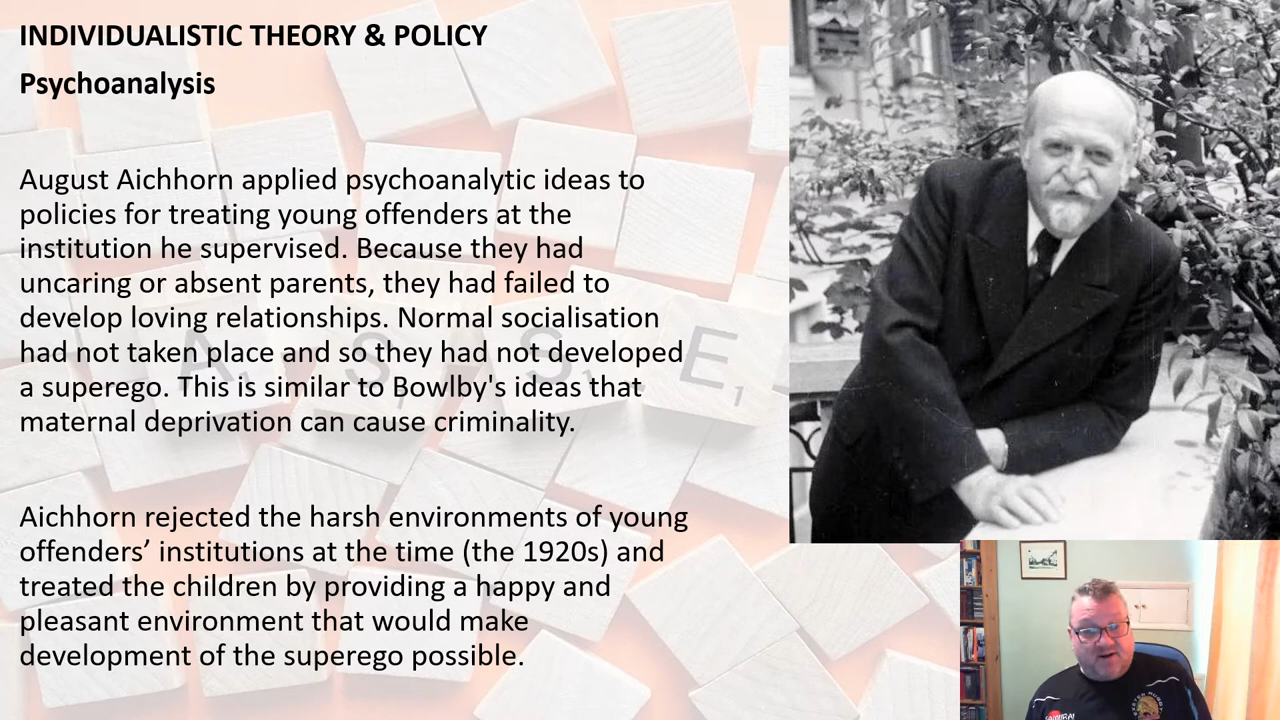 INDIVIDUALISTIC THEORY & POLICY
Psychoanalysis
August Aichhorn applied psychoanalytic ideas to
policies for treating young offenders at the
institution he supervised. Because they had
uncaring or absent parents, they had failed to
develop loving relationships. Normal socialisation
had not taken place and so they had not developed
a superego. This is similar to Bowlby's ideas that
maternal deprivation can cause criminality.
Aichhorn rejected the harsh environments of young
offenders’ institutions at the time (the 1920s) and
treated the children by providing a happy and
pleasant environment that would make
development of the superego possible.
A S S E
1 1 1 1